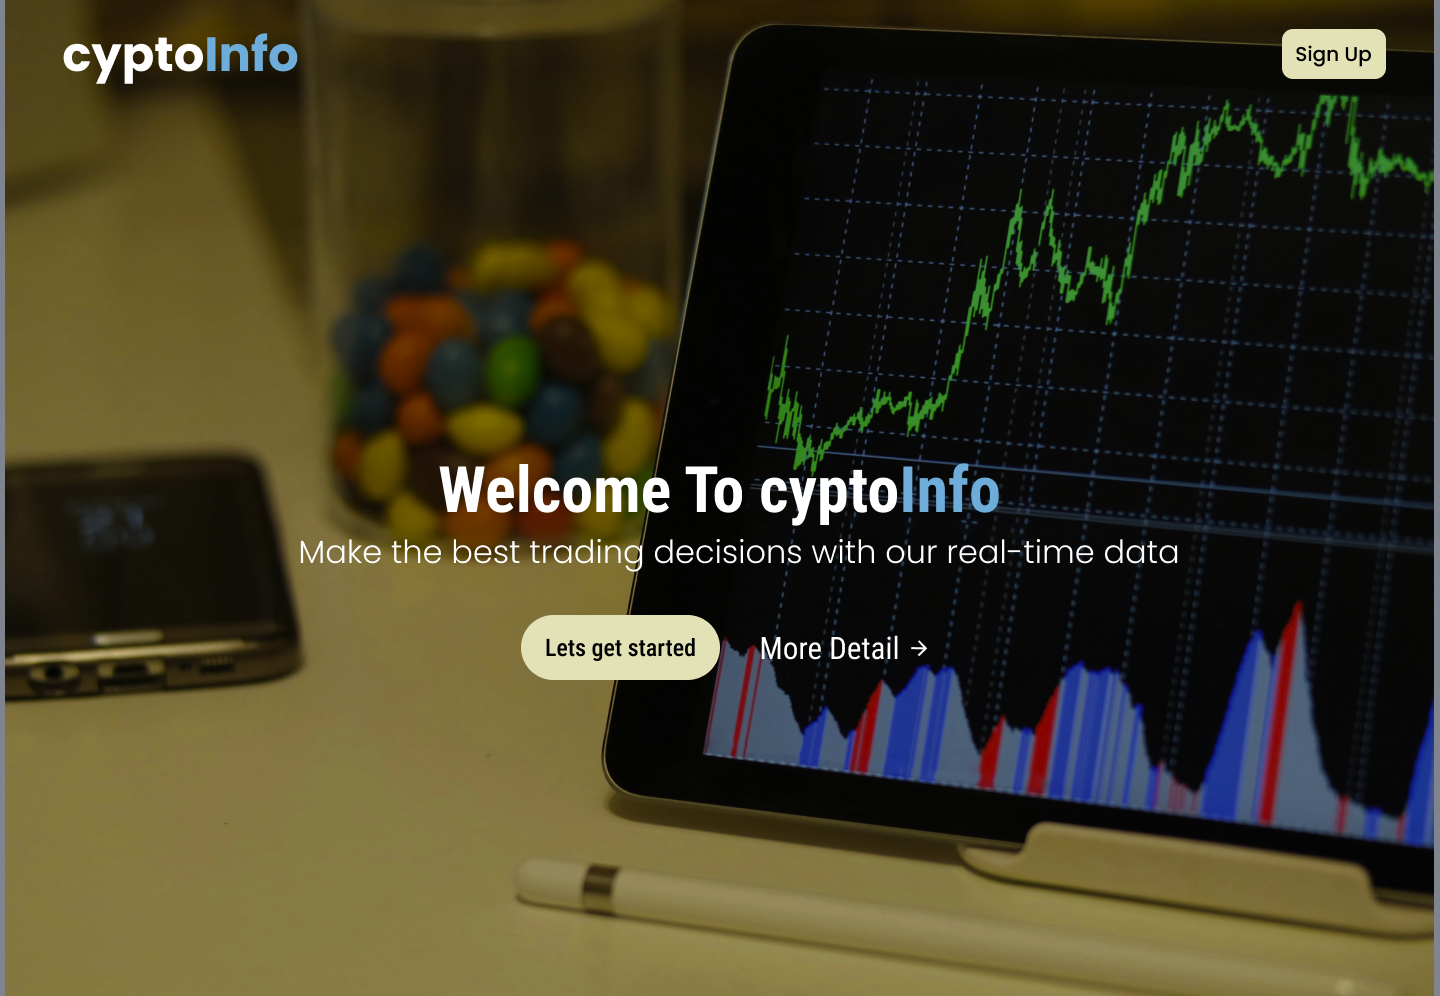 cyptoInfo
Sign Up
Welcome To cyptoInfo
Make the best trading decisions with our real-time data
Lets get started
More Detail →